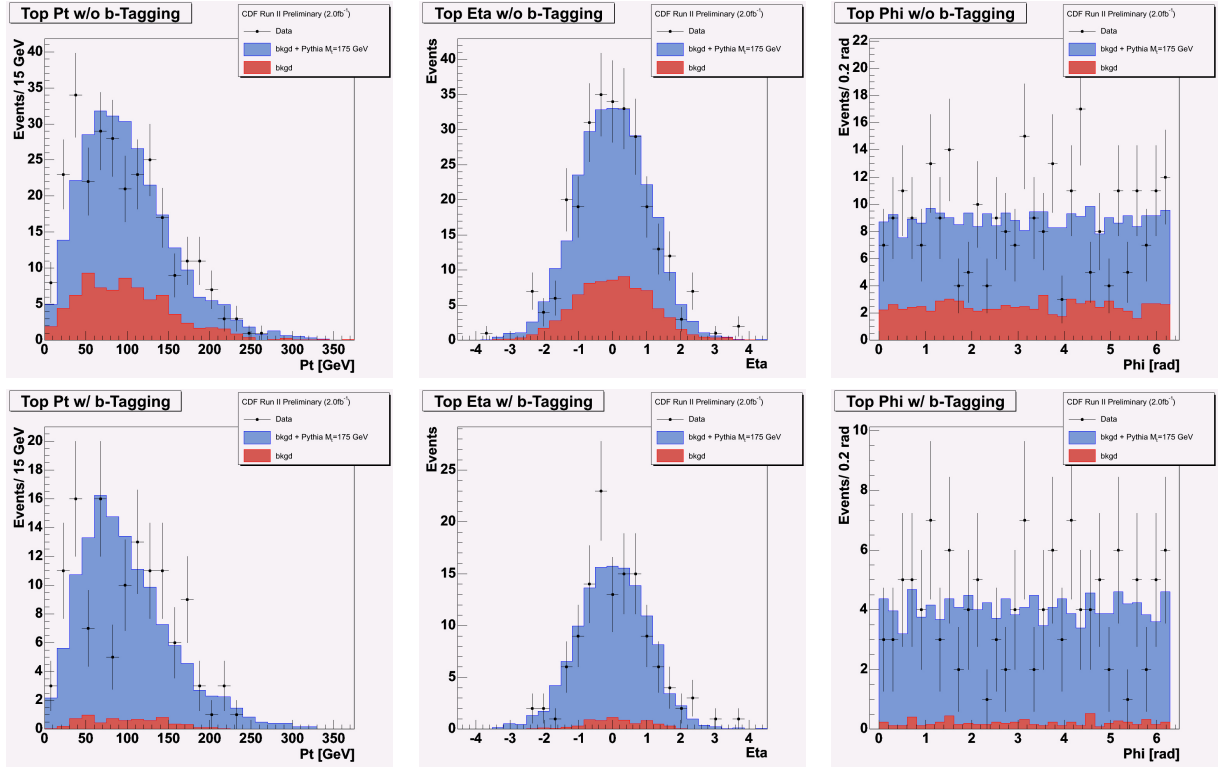 Top Pt w/o b-Tagging
CDF Run II Preliminary (2.0fb⁻¹)
Data
bkgd + Pythia Mₜ=175 GeV
bkgd
Events/ 15 GeV
40
35
30
25
20
15
10
5
0
0 50 100 150 200 250 300 350
Pt [GeV]
Top Eta w/o b-Tagging
CDF Run II Preliminary (2.0fb⁻¹)
Data
bkgd + Pythia Mₜ=175 GeV
bkgd
Events
40
35
30
25
20
15
10
5
0
-4 -3 -2 -1 0 1 2 3 4
Eta
Top Phi w/o b-Tagging
CDF Run II Preliminary (2.0fb⁻¹)
Data
bkgd + Pythia Mₜ=175 GeV
bkgd
Events/ 0.2 rad
22
20
18
16
14
12
10
8
6
4
2
0
0 1 2 3 4 5 6
Phi [rad]
Top Pt w/ b-Tagging
CDF Run II Preliminary (2.0fb⁻¹)
Data
bkgd + Pythia Mₜ=175 GeV
bkgd
Events/ 15 GeV
20
18
16
14
12
10
8
6
4
2
0
0 50 100 150 200 250 300 350
Pt [GeV]
Top Eta w/ b-Tagging
CDF Run II Preliminary (2.0fb⁻¹)
Data
bkgd + Pythia Mₜ=175 GeV
bkgd
Events
25
20
15
10
5
0
-4 -3 -2 -1 0 1 2 3 4
Eta
Top Phi w/ b-Tagging
CDF Run II Preliminary (2.0fb⁻¹)
Data
bkgd + Pythia Mₜ=175 GeV
bkgd
Events/ 0.2 rad
10
8
6
4
2
0
0 1 2 3 4 5 6
Phi [rad]